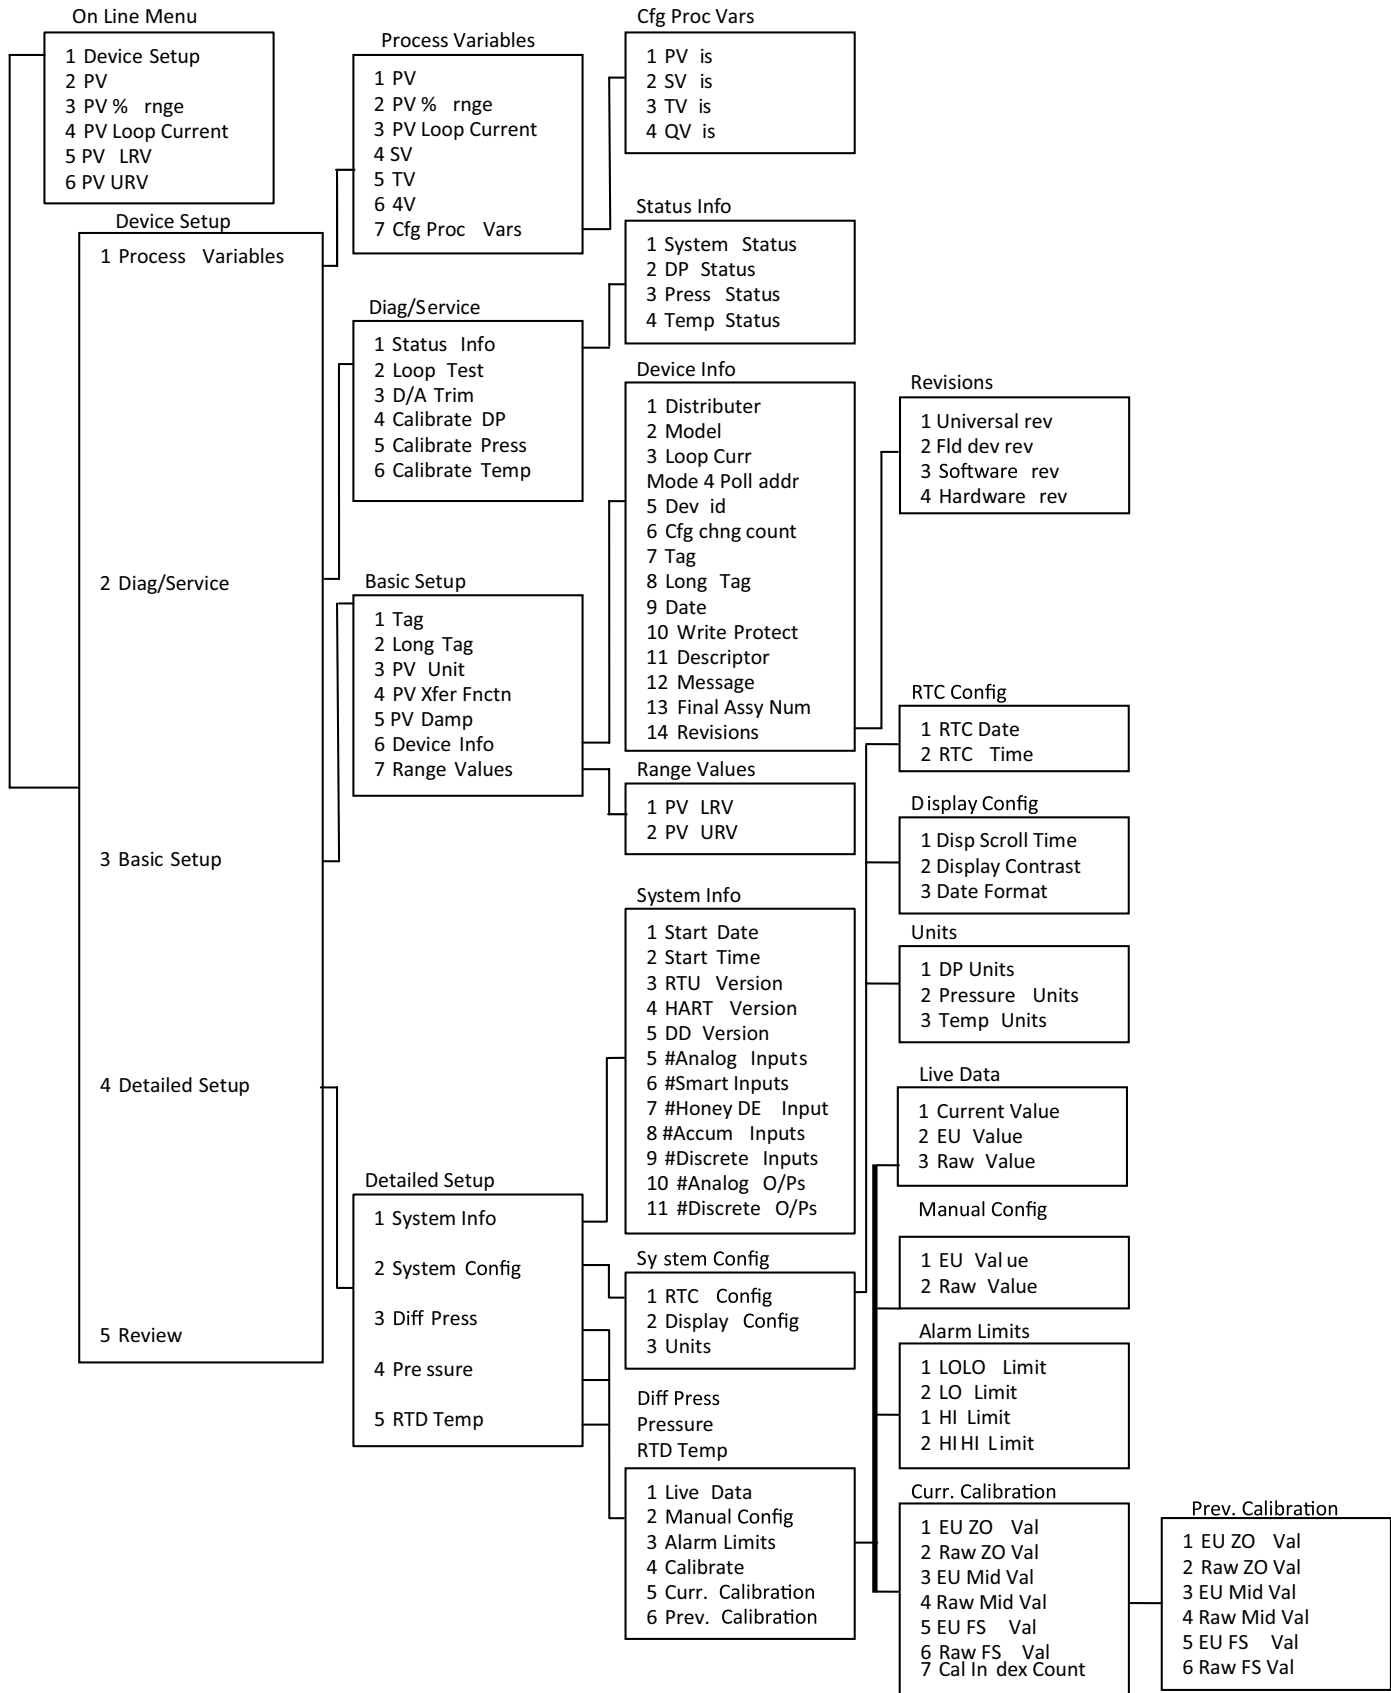 On Line Menu
1 Device Setup
2 PV
3 PV % rnge
4 PV Loop Current
5 PV LRV
6 PV URV
Device Setup
1 Process Variables
2 Diag/Service
3 Basic Setup
4 Detailed Setup
5 Review
Process Variables
1 PV
2 PV % rnge
3 PV Loop Current
4 SV
5 TV
6 4V
7 Cfg Proc Vars
Diag/Service
1 Status Info
2 Loop Test
3 D/A Trim
4 Calibrate DP
5 Calibrate Press
6 Calibrate Temp
Basic Setup
1 Tag
2 Long Tag
3 PV Unit
4 PV Xfer Fnctn
5 PV Damp
6 Device Info
7 Range Values
Detailed Setup
1 System Info
2 System Config
3 Diff Press
4 Pre ssure
5 RTD Temp
Cfg Proc Vars
1 PV is
2 SV is
3 TV is
4 QV is
Status Info
1 System Status
2 DP Status
3 Press Status
4 Temp Status
Device Info
1 Distributer
2 Model
3 Loop Curr
Mode 4 Poll addr
5 Dev id
6 Cfg chng count
7 Tag
8 Long Tag
9 Date
10 Write Protect
11 Descriptor
12 Message
13 Final Assy Num
14 Revisions
Range Values
1 PV LRV
2 PV URV
System Info
1 Start Date
2 Start Time
3 RTU Version
4 HART Version
5 DD Version
5 #Analog Inputs
6 #Smart Inputs
7 #Honey DE Input
8 #Accum Inputs
9 #Discrete Inputs
10 #Analog O/Ps
11 #Discrete O/Ps
Sy stem Config
1 RTC Config
2 Display Config
3 Units
Diff Press
Pressure
RTD Temp
1 Live Data
2 Manual Config
3 Alarm Limits
4 Calibrate
5 Curr. Calibration
6 Prev. Calibration
Revisions
1 Universal rev
2 Fld dev rev
3 Software rev
4 Hardware rev
RTC Config
1 RTC Date
2 RTC Time
Display Config
1 Disp Scroll Time
2 Display Contrast
3 Date Format
Units
1 DP Units
2 Pressure Units
3 Temp Units
Live Data
1 Current Value
2 EU Value
3 Raw Value
Manual Config
1 EU Val ue
2 Raw Value
Alarm Limits
1 LOLO Limit
2 LO Limit
1 HI Limit
2 HIHI Limit
Curr. Calibration
1 EU ZO Val
2 Raw ZO Val
3 EU Mid Val
4 Raw Mid Val
5 EU FS Val
6 Raw FS Val
7 Cal In dex Count
Prev. Calibration
1 EU ZO Val
2 Raw ZO Val
3 EU Mid Val
4 Raw Mid Val
5 EU FS Val
6 Raw FS Val